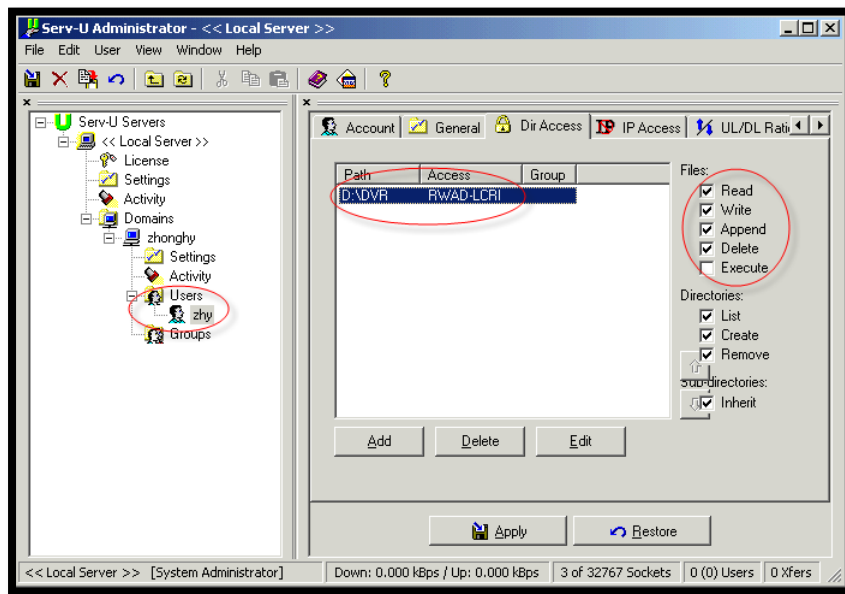 Serv-U Administrator - << Local Server >>
File Edit User View Window Help
Serv-U Servers
<< Local Server >>
License
Settings
Activity
Domains
zhonghy
Settings
Activity
Users
zhy
Groups
Account General Dir Access IP Access UL/DL Rati
Path Access Group
D:\DVR RWAD-LCRI
Files:
Read
Write
Append
Delete
Execute
Directories:
List
Create
Remove
Sub-directories:
Inherit
Add Delete Edit
Apply Restore
<< Local Server >> [System Administrator] Down: 0.000 kBps / Up: 0.000 kBps 3 of 32767 Sockets 0 (0) Users 0 Xfers